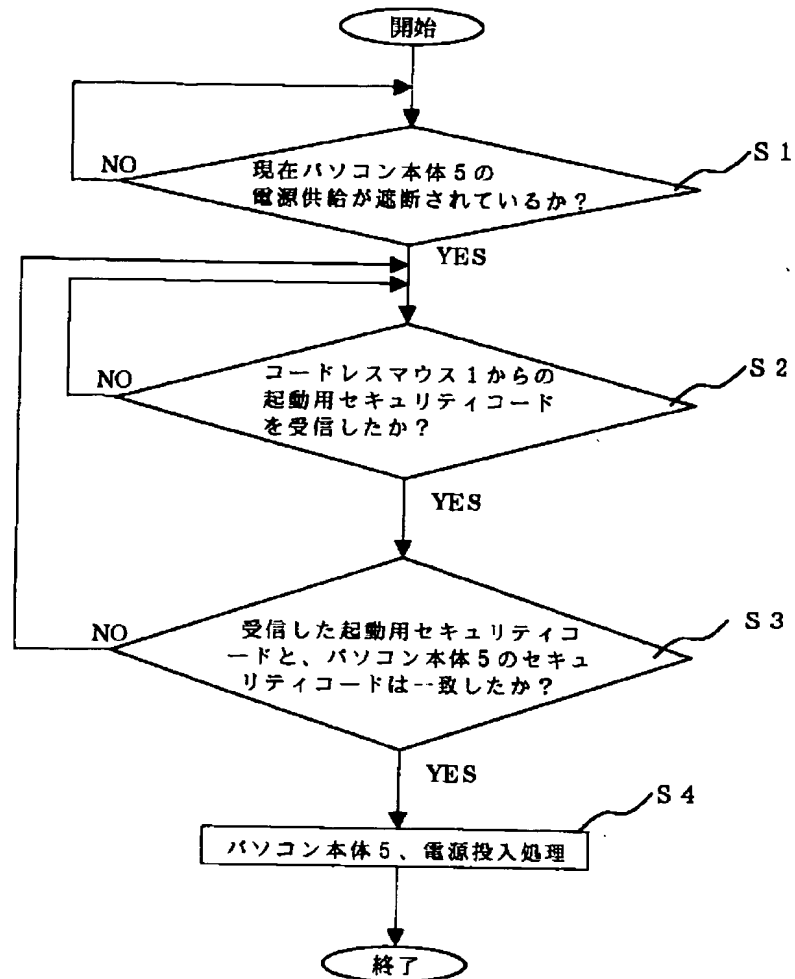 開始
NO
現在パソコン本体5の
電源供給が遮断されているか？
S1
YES
NO
コードレスマウス1からの
起動用セキュリティコード
を受信したか？
S2
YES
NO
受信した起動用セキュリティコ
ードと、パソコン本体5のセキュ
リティコードは一致したか？
S3
YES
S4
パソコン本体5、電源投入処理
終了